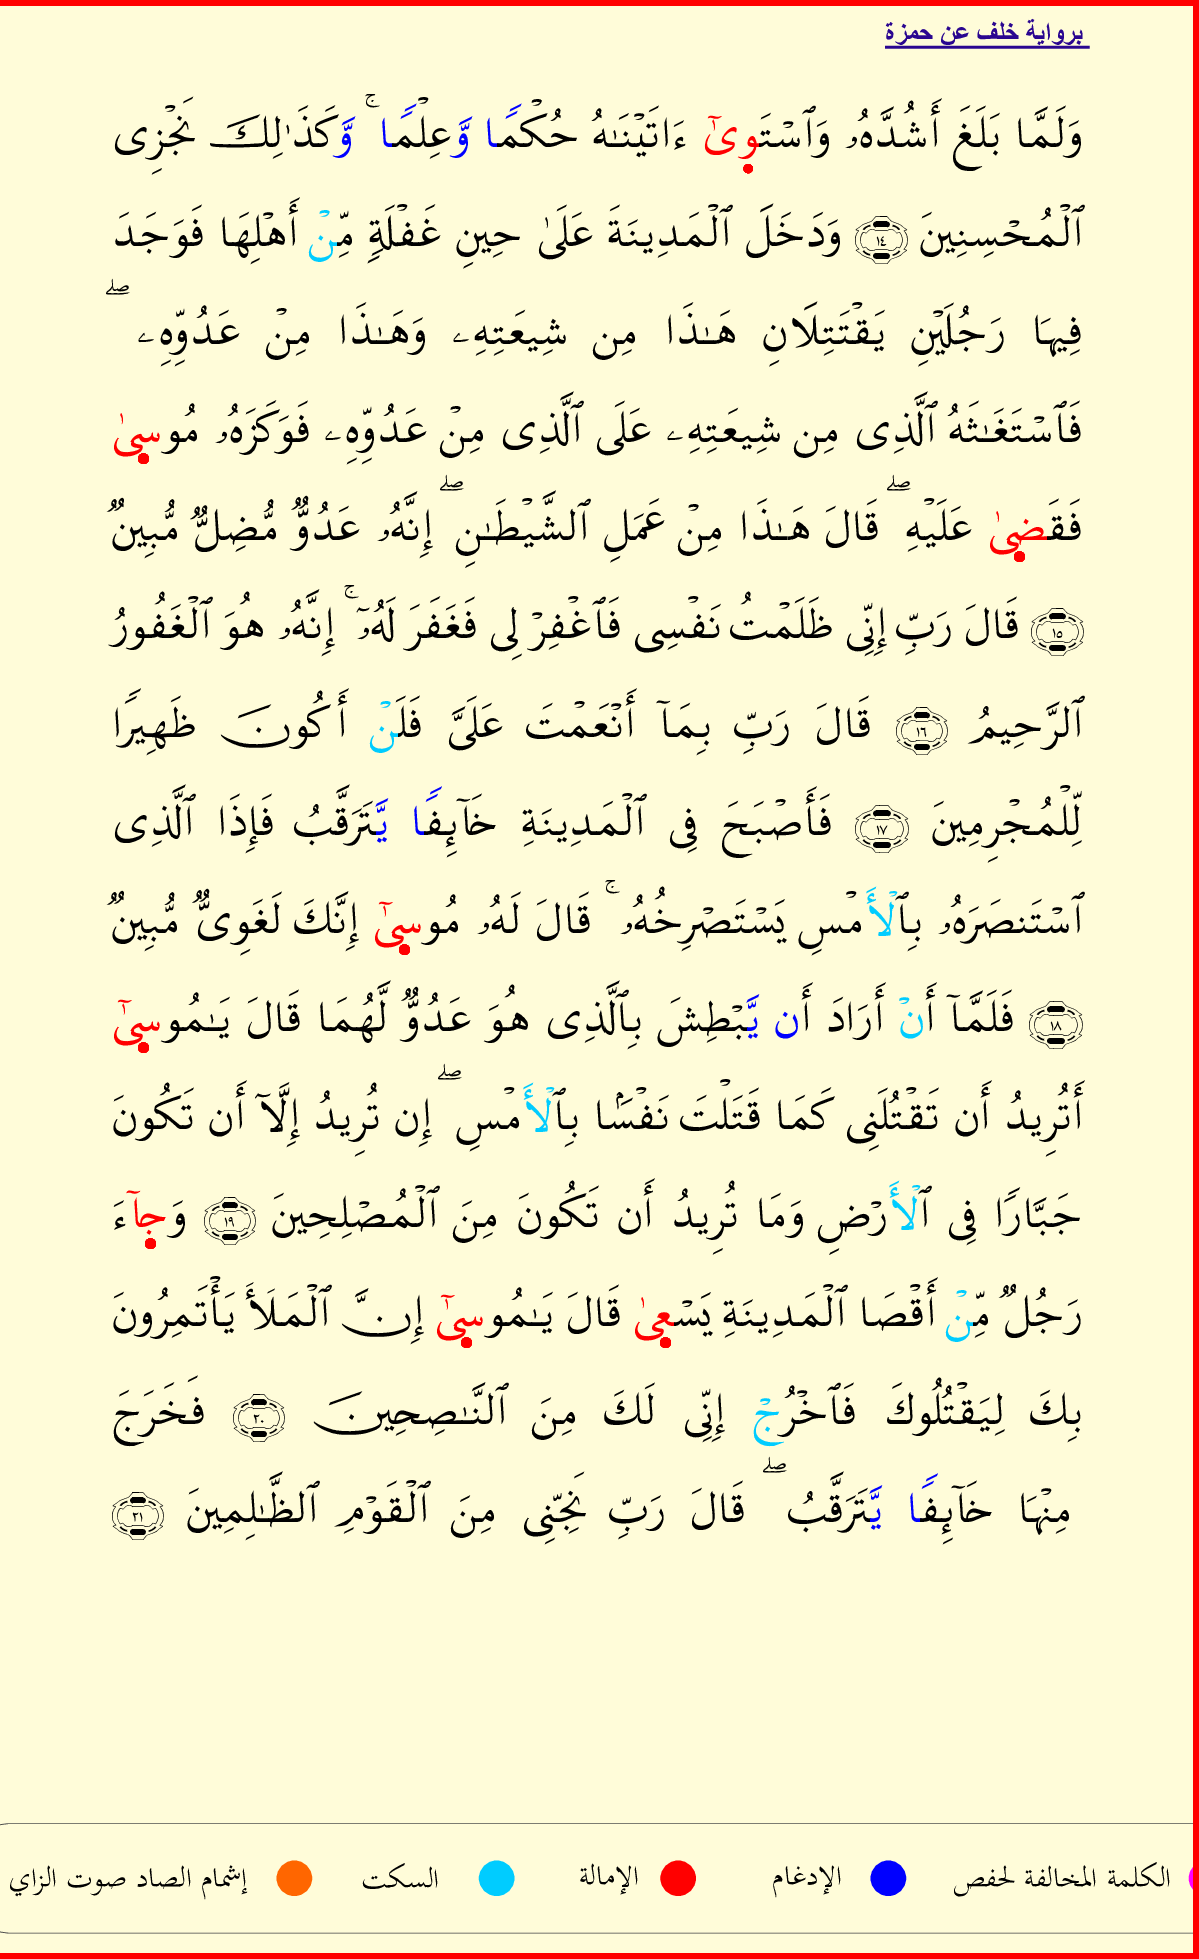 برواية خلف عن حمزة
وَلَمَّا بَلَغَ أَشُدَّهُۥ وَٱسْتَوِىٰٓ ءَاتَيْنَـٰهُ حُكْمًا وَّعِلْمًا ۚ وَّكَذَٰلِكَ نَجْزِى
ٱلْمُحْسِنِينَ ١٤ وَدَخَلَ ٱلْمَدِينَةَ عَلَىٰ حِينِ غَفْلَةٍ مِّنْ أَهْلِهَا فَوَجَدَ
فِيهَا رَجُلَيْنِ يَقْتَتِلَانِ هَـٰذَا مِن شِيعَتِهِۦ وَهَـٰذَا مِنْ عَدُوِّهِۦ ۖ
فَٱسْتَغَـٰثَهُ ٱلَّذِى مِن شِيعَتِهِۦ عَلَى ٱلَّذِى مِنْ عَدُوِّهِۦ فَوَكَزَهُۥ مُوسِىٰ
فَقَضِىٰ عَلَيْهِ ۖ قَالَ هَـٰذَا مِنْ عَمَلِ ٱلشَّيْطَـٰنِ ۖ إِنَّهُۥ عَدُوٌّ مُّضِلٌّ مُّبِينٌ
١٥ قَالَ رَبِّ إِنِّى ظَلَمْتُ نَفْسِى فَٱغْفِرْ لِى فَغَفَرَ لَهُۥٓ ۚ إِنَّهُۥ هُوَ ٱلْغَفُورُ
ٱلرَّحِيمُ ١٦ قَالَ رَبِّ بِمَآ أَنْعَمْتَ عَلَىَّ فَلَنْ أَكُونَ ظَهِيرًا
لِّلْمُجْرِمِينَ ١٧ فَأَصْبَحَ فِى ٱلْمَدِينَةِ خَآئِفًا يَّتَرَقَّبُ فَإِذَا ٱلَّذِى
ٱسْتَنصَرَهُۥ بِٱلْأَمْسِ يَسْتَصْرِخُهُۥ ۚ قَالَ لَهُۥ مُوسِىٰٓ إِنَّكَ لَغَوِىٌّ مُّبِينٌ
١٨ فَلَمَّآ أَنْ أَرَادَ أَن يَّبْطِشَ بِٱلَّذِى هُوَ عَدُوٌّ لَّهُمَا قَالَ يَـٰمُوسِىٰٓ
أَتُرِيدُ أَن تَقْتُلَنِى كَمَا قَتَلْتَ نَفْسًۢا بِٱلْأَمْسِ ۖ إِن تُرِيدُ إِلَّآ أَن تَكُونَ
جَبَّارًا فِى ٱلْأَرْضِ وَمَا تُرِيدُ أَن تَكُونَ مِنَ ٱلْمُصْلِحِينَ ١٩ وَجِآءَ
رَجُلٌ مِّنْ أَقْصَا ٱلْمَدِينَةِ يَسْعِىٰ قَالَ يَـٰمُوسِىٰٓ إِنَّ ٱلْمَلَأَ يَأْتَمِرُونَ
بِكَ لِيَقْتُلُوكَ فَٱخْرُجْ إِنِّى لَكَ مِنَ ٱلنَّـٰصِحِينَ ٢٠ فَخَرَجَ
مِنْهَا خَآئِفًا يَّتَرَقَّبُ ۖ قَالَ رَبِّ نَجِّنِى مِنَ ٱلْقَوْمِ ٱلظَّـٰلِمِينَ ٢١
الكلمة المخالفة لحفص الإدغام الإمالة السكت إشمام الصاد صوت الزاي